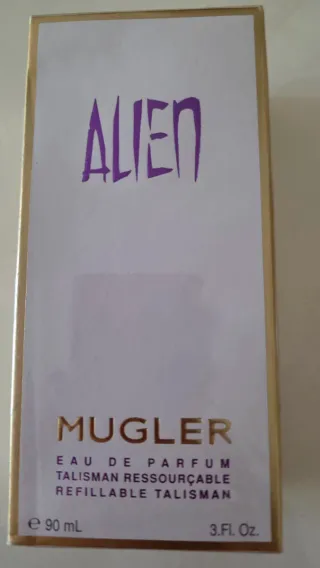 ALIEN
MUGLER
EAU DE PARFUM
TALISMAN RESSOURÇABLE
REFILLABLE TALISMAN
e 90 mL 3.Fl. Oz.